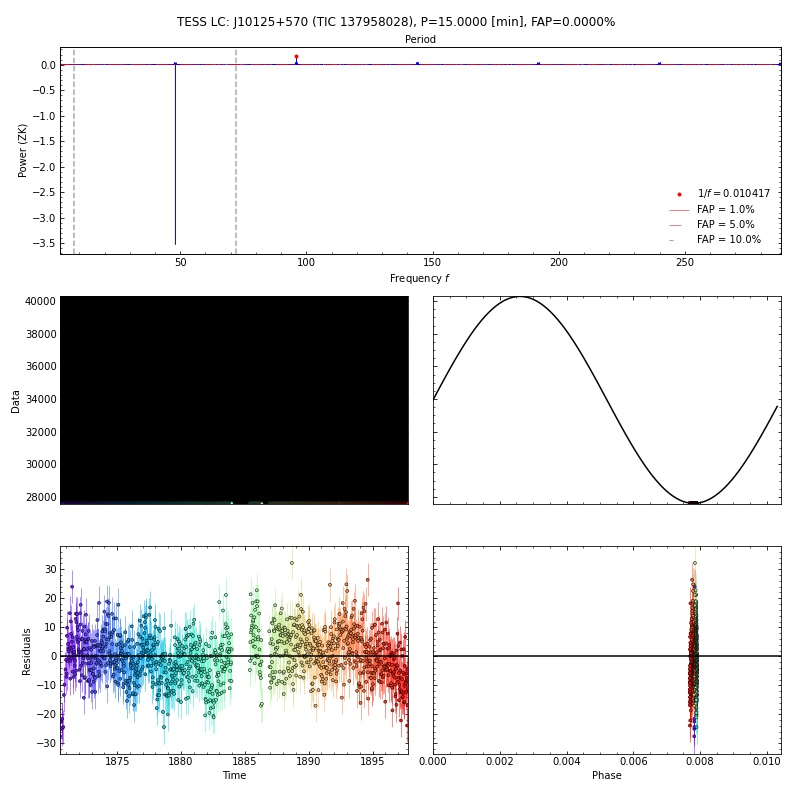 TESS LC: J10125+570 (TIC 137958028), P=15.0000 [min], FAP=0.0000%
Period
0.0
−0.5
−1.0
−1.5
−2.0
−2.5
−3.0
−3.5
Power (ZK)
1/f = 0.010417
FAP = 1.0%
FAP = 5.0%
FAP = 10.0%
50 100 150 200 250
Frequency f
40000
38000
36000
34000
32000
30000
28000
Data
30
20
10
0
−10
−20
−30
Residuals
1875 1880 1885 1890 1895
Time
0.000 0.002 0.004 0.006 0.008 0.010
Phase